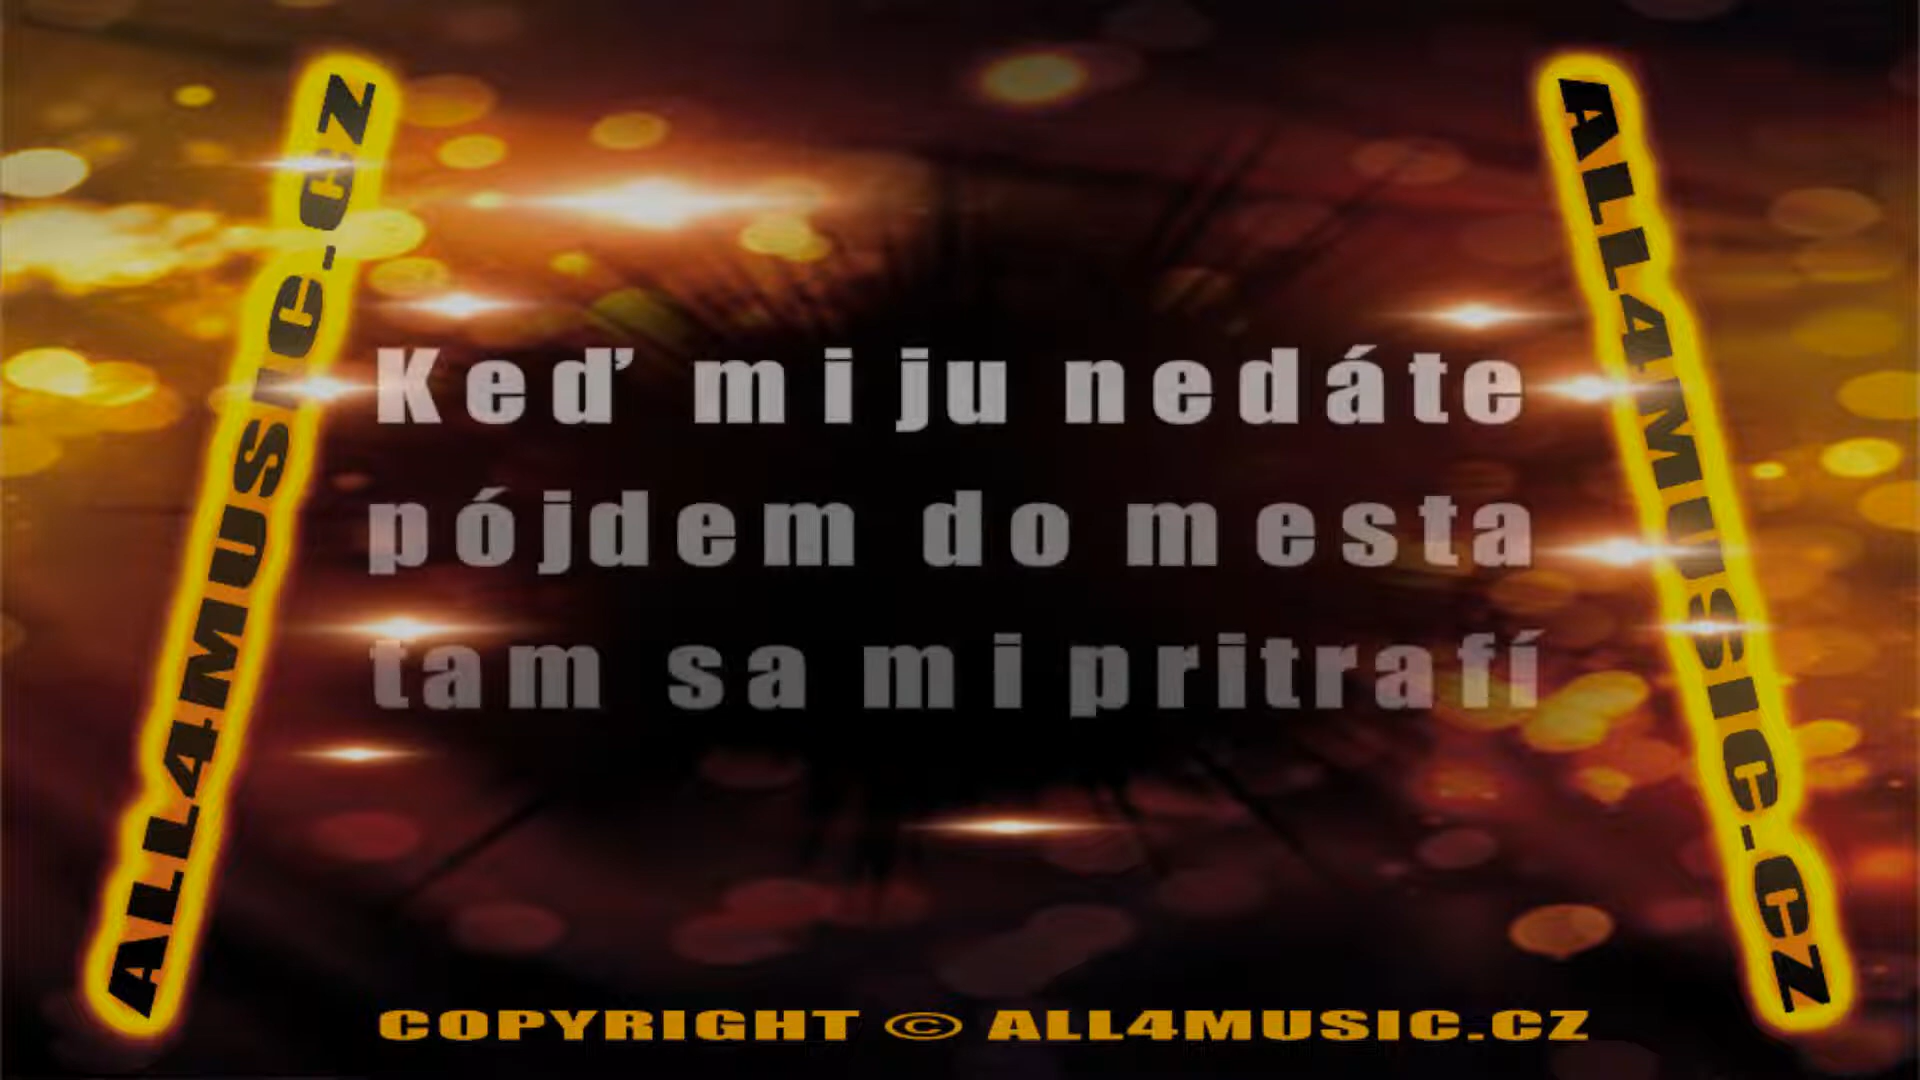 ALL4MUSIC.CZ
ALL4MUSIC.CZ
Keď mi ju nedáte
pójdem do mesta
tam sa mi pritrafí
COPYRIGHT © ALL4MUSIC.CZ